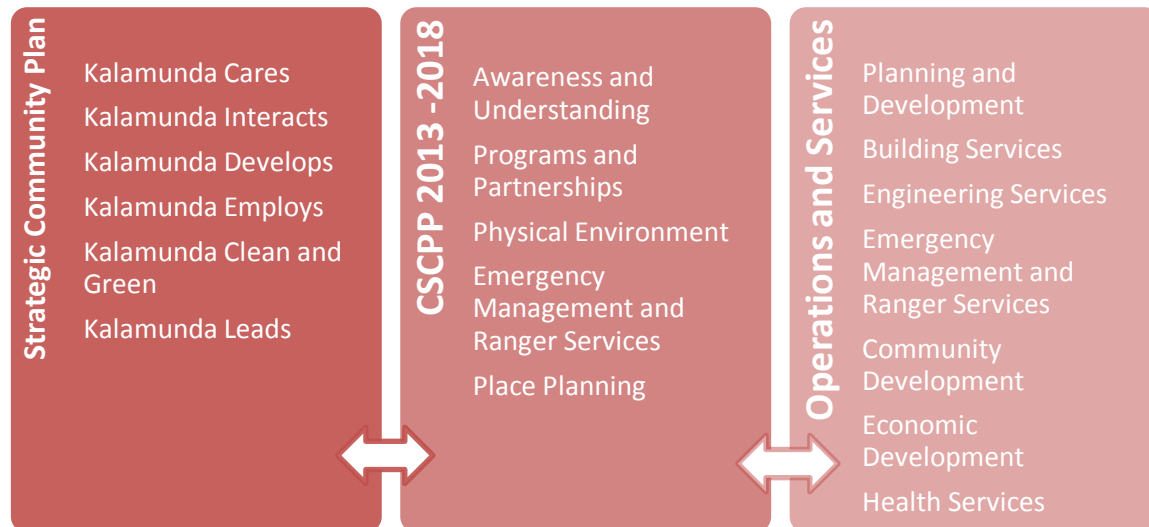 Strategic Community Plan
Kalamunda Cares
Kalamunda Interacts
Kalamunda Develops
Kalamunda Employs
Kalamunda Clean and
Green
Kalamunda Leads
CSCPP 2013 -2018
Awareness and
Understanding
Programs and
Partnerships
Physical Environment
Emergency
Management and
Ranger Services
Place Planning
Operations and Services
Planning and
Development
Building Services
Engineering Services
Emergency
Management and
Ranger Services
Community
Development
Economic
Development
Health Services